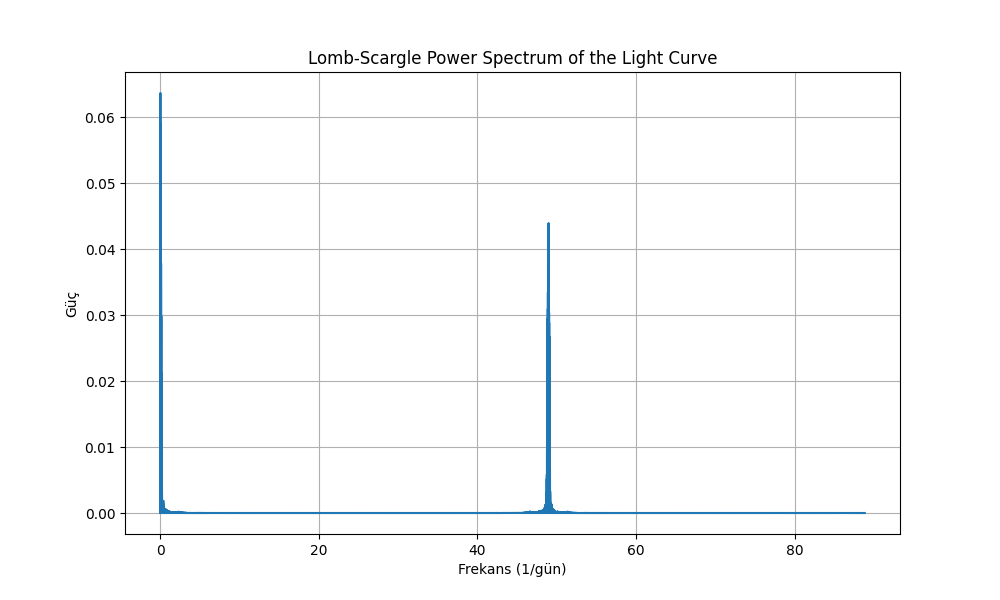 Lomb-Scargle Power Spectrum of the Light Curve
0.06
0.05
0.04
0.03
0.02
0.01
0.00
Güç
0 20 40 60 80
Frekans (1/gün)